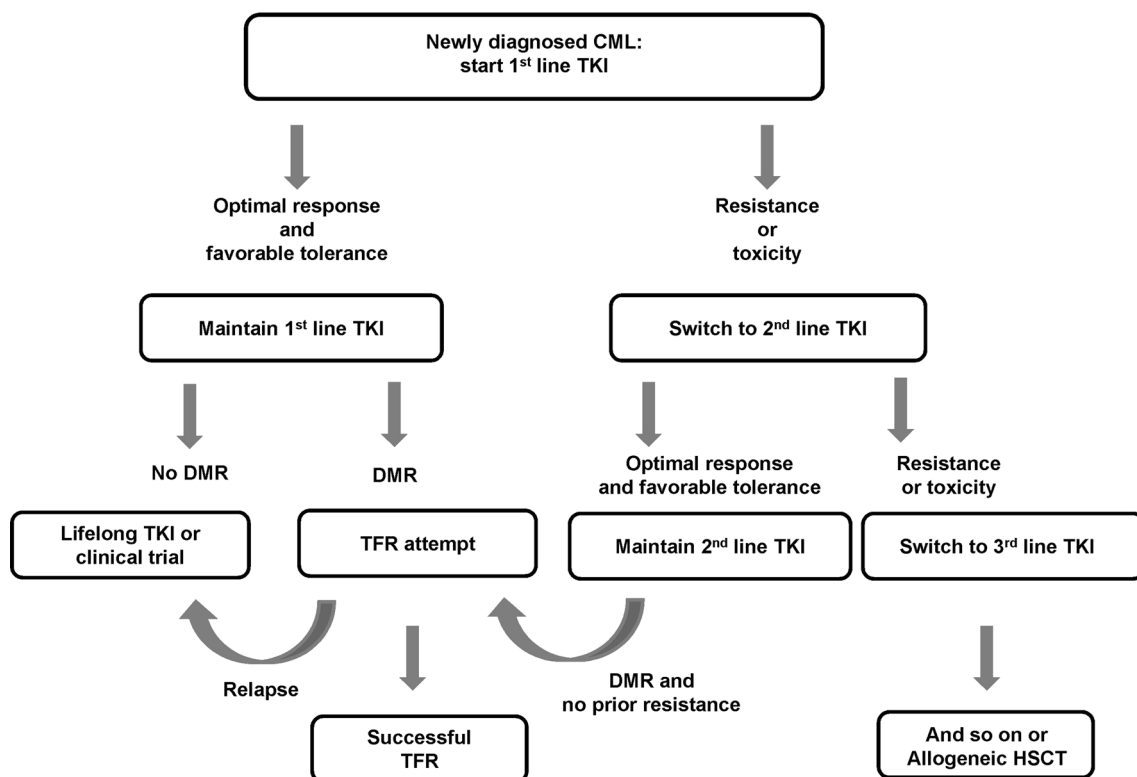 Newly diagnosed CML:
start 1st line TKI
Optimal response
and
favorable tolerance
Resistance
or
toxicity
Maintain 1st line TKI
Switch to 2nd line TKI
No DMR
DMR
Optimal response
and favorable tolerance
Resistance
or toxicity
Lifelong TKI or
clinical trial
TFR attempt
Maintain 2nd line TKI
Switch to 3rd line TKI
Relapse
DMR and
no prior resistance
Successful
TFR
And so on or
Allogeneic HSCT